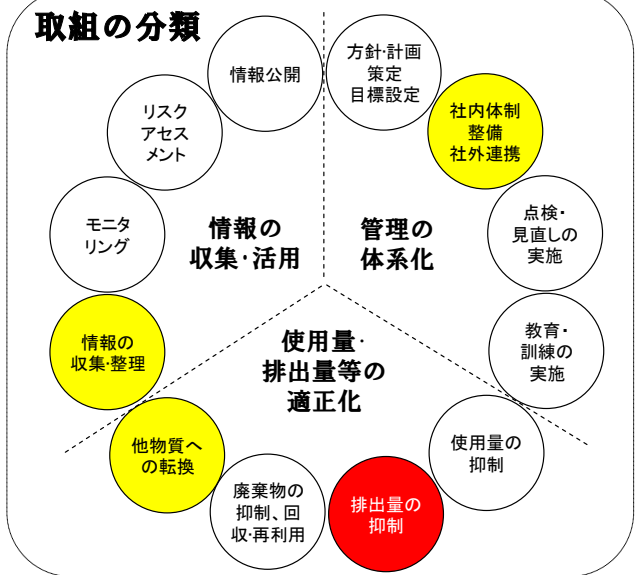 取組の分類
情報公開
方針・計画
策定
目標設定
リスク
アセス
メント
社内体制
整備
社外連携
モニタ
リング
情報の
収集・活用
管理の
体系化
点検・
見直しの
実施
情報の
収集・整理
使用量・
排出量等の
適正化
教育・
訓練の
実施
他物質へ
の転換
使用量の
抑制
廃棄物の
抑制、回
収・再利用
排出量の
抑制